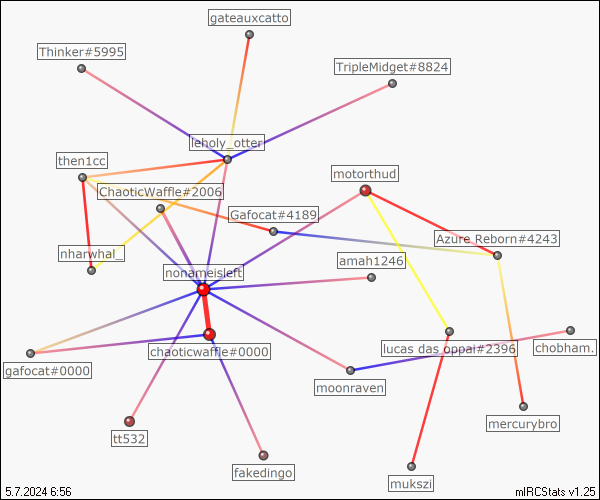 gateauxcatto
Thinker#5995
TripleMidget#8824
leholy_otter
then1cc
motorthud
ChaoticWaffle#2006
Gafocat#4189
Azure_Reborn#4243
nharwhal_
amah1246
nonameisleft
chaoticwaffle#0000
lucas das oppai#2396
chobham.
gafocat#0000
moonraven
mercurybro
tt532
fakedingo
mukszi
5.7.2024 6:56
mIRCStats v1.25